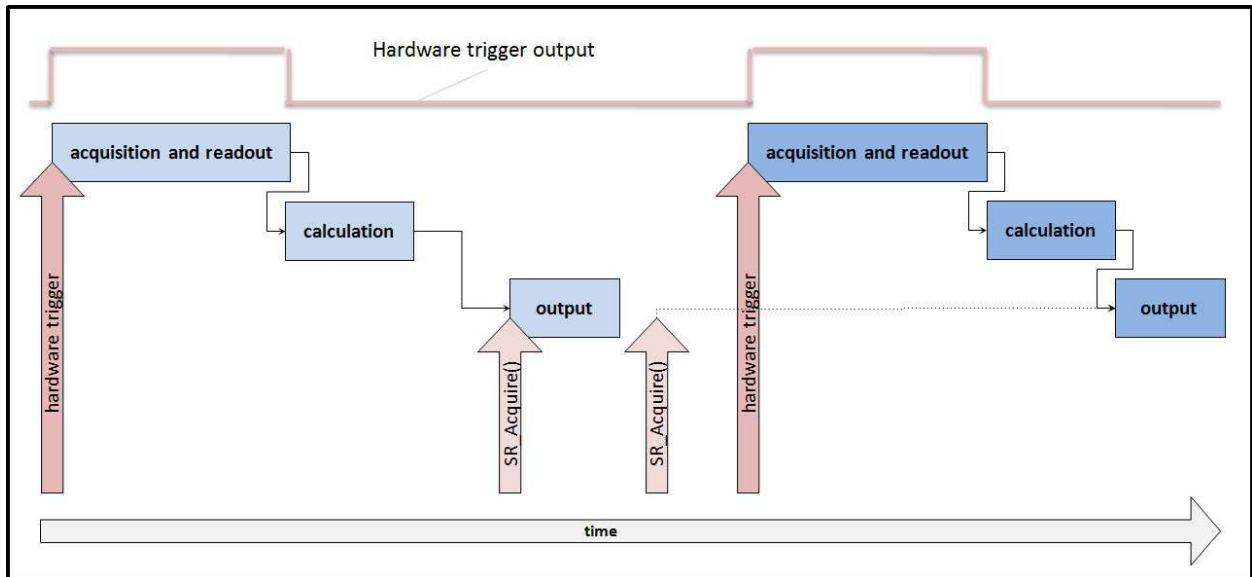 Hardware trigger output
acquisition and readout
acquisition and readout
calculation
calculation
output
output
hardware trigger
SR_Acquire()
SR_Acquire()
hardware trigger
time